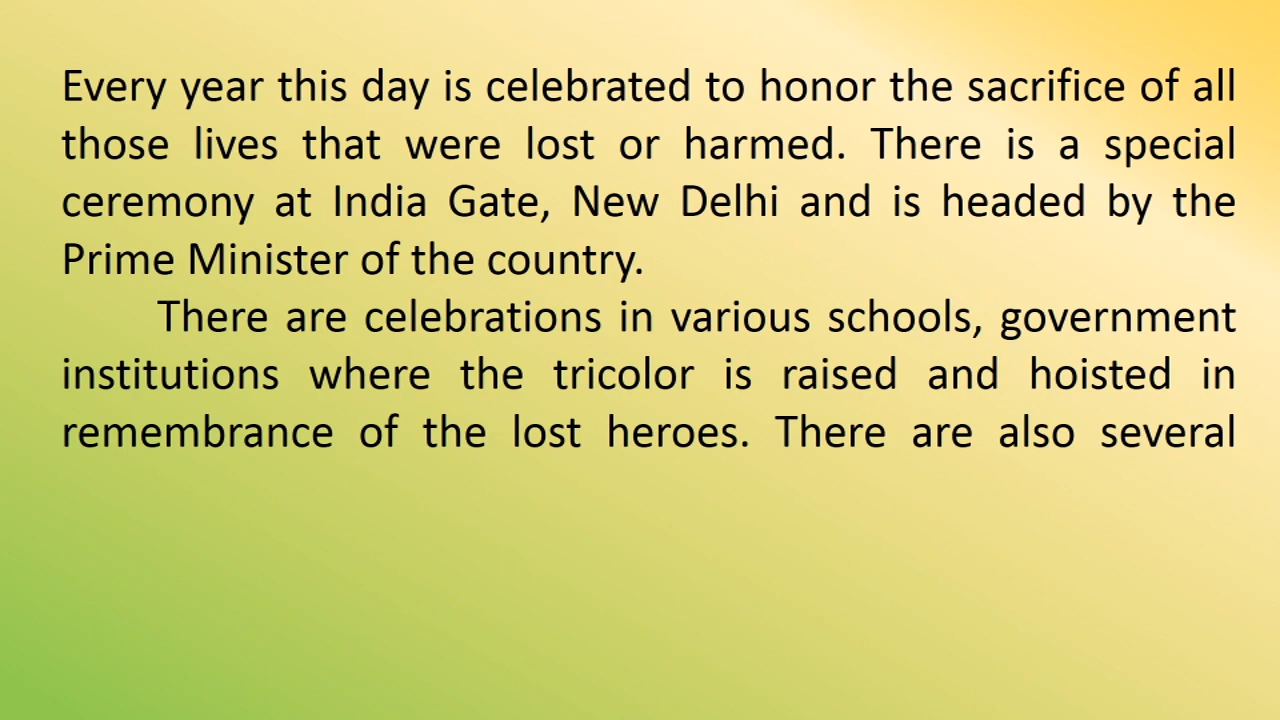 Every year this day is celebrated to honor the sacrifice of all
those lives that were lost or harmed. There is a special
ceremony at India Gate, New Delhi and is headed by the
Prime Minister of the country.
There are celebrations in various schools, government
institutions where the tricolor is raised and hoisted in
remembrance of the lost heroes. There are also several